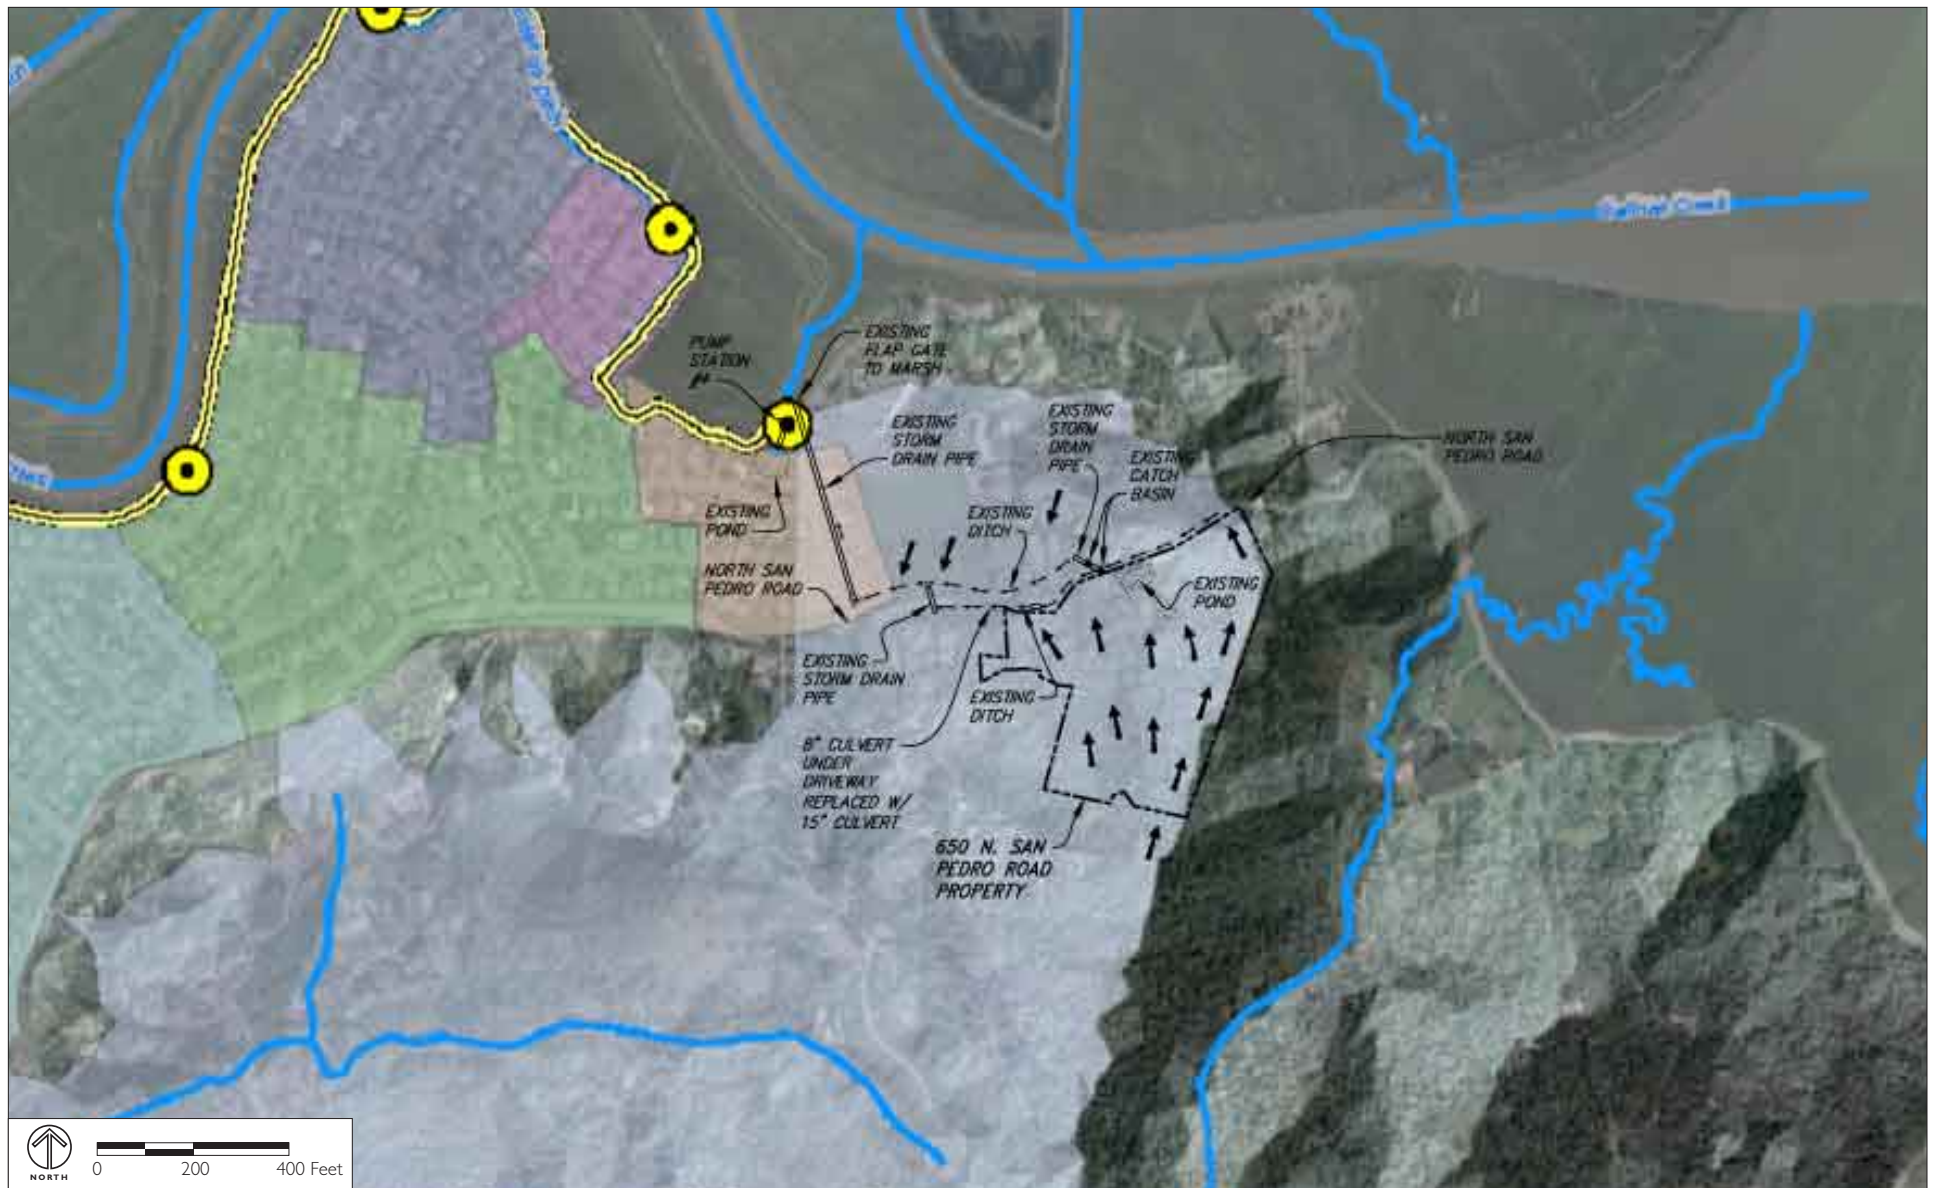 PUMP
STATION
#4
EXISTING
FLAP GATE
TO MARSH
EXISTING
STORM
DRAIN PIPE
EXISTING
STORM
DRAIN
PIPE
EXISTING
CATCH
BASIN
NORTH SAN
PEDRO ROAD
EXISTING
POND
EXISTING
DITCH
NORTH SAN
PEDRO ROAD
EXISTING
POND
EXISTING
STORM DRAIN
PIPE
EXISTING
DITCH
8" CULVERT
UNDER
DRIVEWAY
REPLACED W/
15" CULVERT
650 N. SAN
PEDRO ROAD
PROPERTY
NORTH
0 200 400 Feet